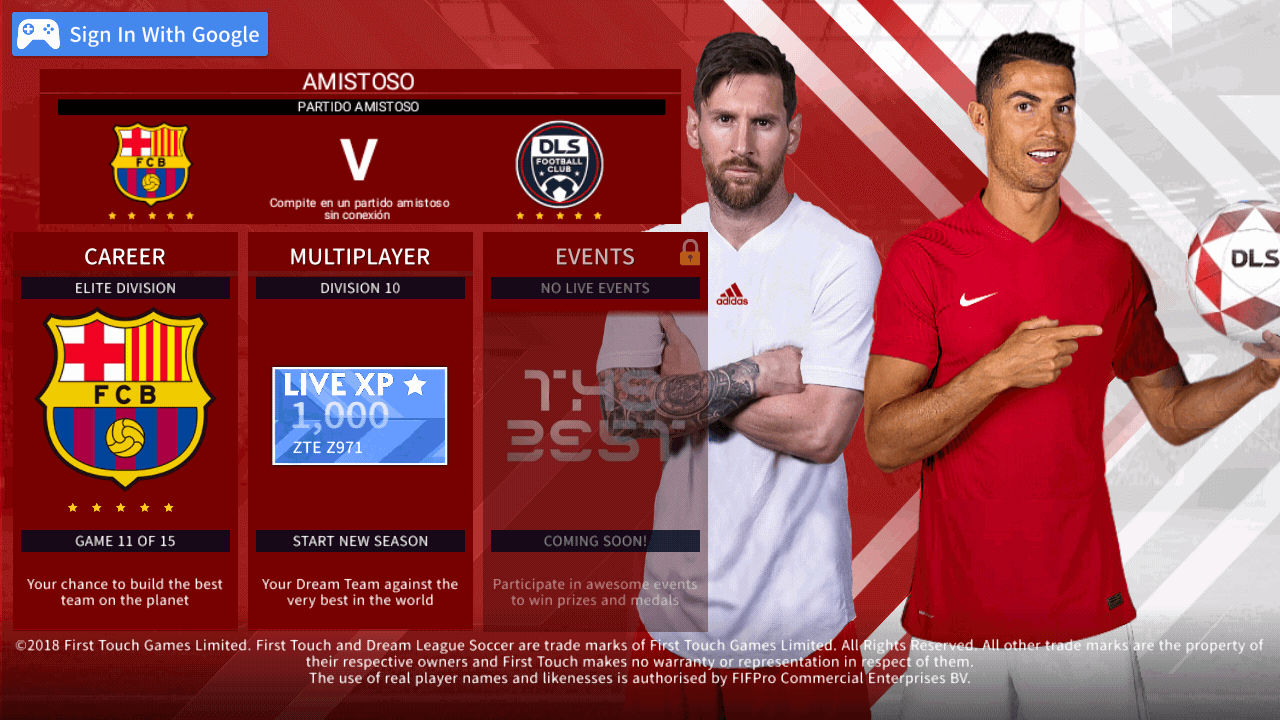 Sign In With Google
AMISTOSO
PARTIDO AMISTOSO
FCB
V
DLS
FOOTBALL
CLUB
Compite en un partido amistoso
sin conexión
CAREER
ELITE DIVISION
FCB
GAME 11 OF 15
Your chance to build the best
team on the planet
MULTIPLAYER
DIVISION 10
LIVE XP
1,000
ZTE Z971
START NEW SEASON
Your Dream Team against the
very best in the world
EVENTS
NO LIVE EVENTS
THE
BEST
COMING SOON!
Participate in awesome events
to win prizes and medals
adidas
DLS
©2018 First Touch Games Limited. First Touch and Dream League Soccer are trade marks of First Touch Games Limited. All Rights Reserved. All other trade marks are the property of
their respective owners and First Touch makes no warranty or representation in respect of them.
The use of real player names and likenesses is authorised by FIFPro Commercial Enterprises BV.